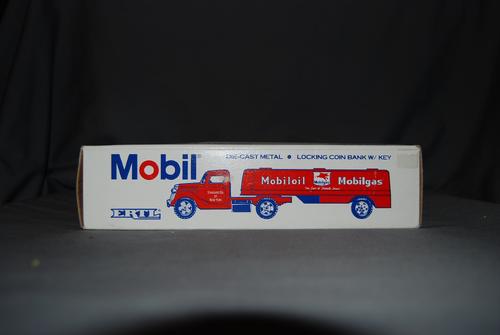 Mobil®
DIE-CAST METAL • LOCKING COIN BANK W/ KEY
Mobiloil Mobilgas
ERTL